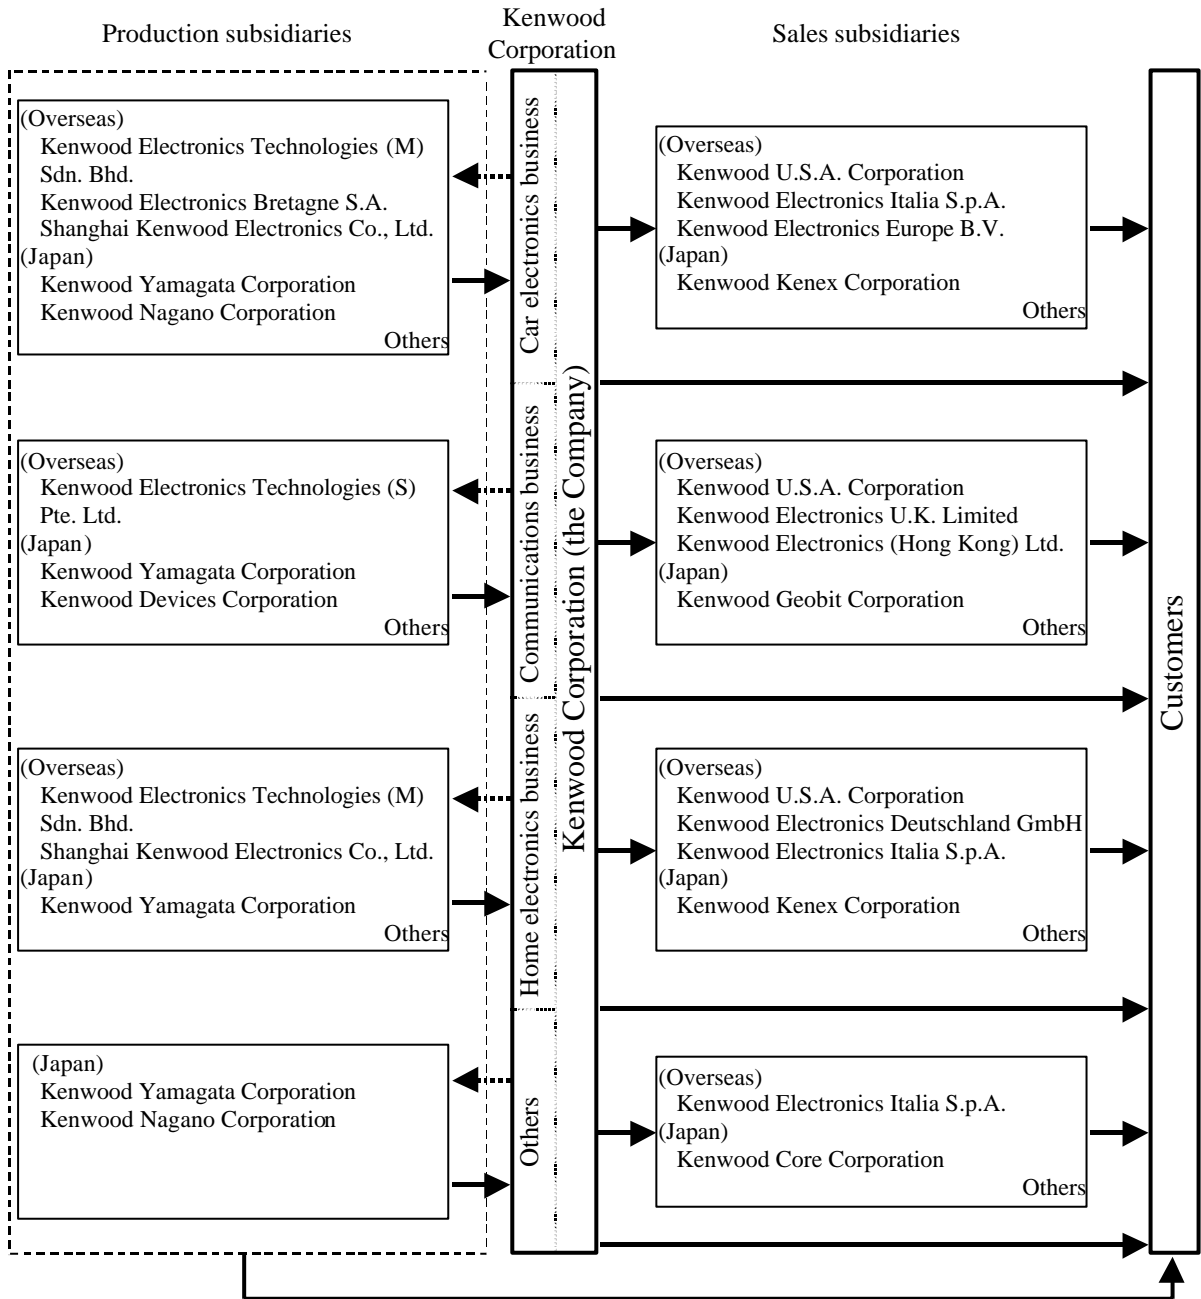 Production subsidiaries
Kenwood
Corporation
Sales subsidiaries
(Overseas)
Kenwood Electronics Technologies (M)
Sdn. Bhd.
Kenwood Electronics Bretagne S.A.
Shanghai Kenwood Electronics Co., Ltd.
(Japan)
Kenwood Yamagata Corporation
Kenwood Nagano Corporation
Others
(Overseas)
Kenwood Electronics Technologies (S)
Pte. Ltd.
(Japan)
Kenwood Yamagata Corporation
Kenwood Devices Corporation
Others
(Overseas)
Kenwood Electronics Technologies (M)
Sdn. Bhd.
Shanghai Kenwood Electronics Co., Ltd.
(Japan)
Kenwood Yamagata Corporation
Others
(Japan)
Kenwood Yamagata Corporation
Kenwood Nagano Corporation
Car electronics business
Communications business
Home electronics business
Others
Kenwood Corporation (the Company)
(Overseas)
Kenwood U.S.A. Corporation
Kenwood Electronics Italia S.p.A.
Kenwood Electronics Europe B.V.
(Japan)
Kenwood Kenex Corporation
Others
(Overseas)
Kenwood U.S.A. Corporation
Kenwood Electronics U.K. Limited
Kenwood Electronics (Hong Kong) Ltd.
(Japan)
Kenwood Geobit Corporation
Others
(Overseas)
Kenwood U.S.A. Corporation
Kenwood Electronics Deutschland GmbH
Kenwood Electronics Italia S.p.A.
(Japan)
Kenwood Kenex Corporation
Others
(Overseas)
Kenwood Electronics Italia S.p.A.
(Japan)
Kenwood Core Corporation
Others
Customers